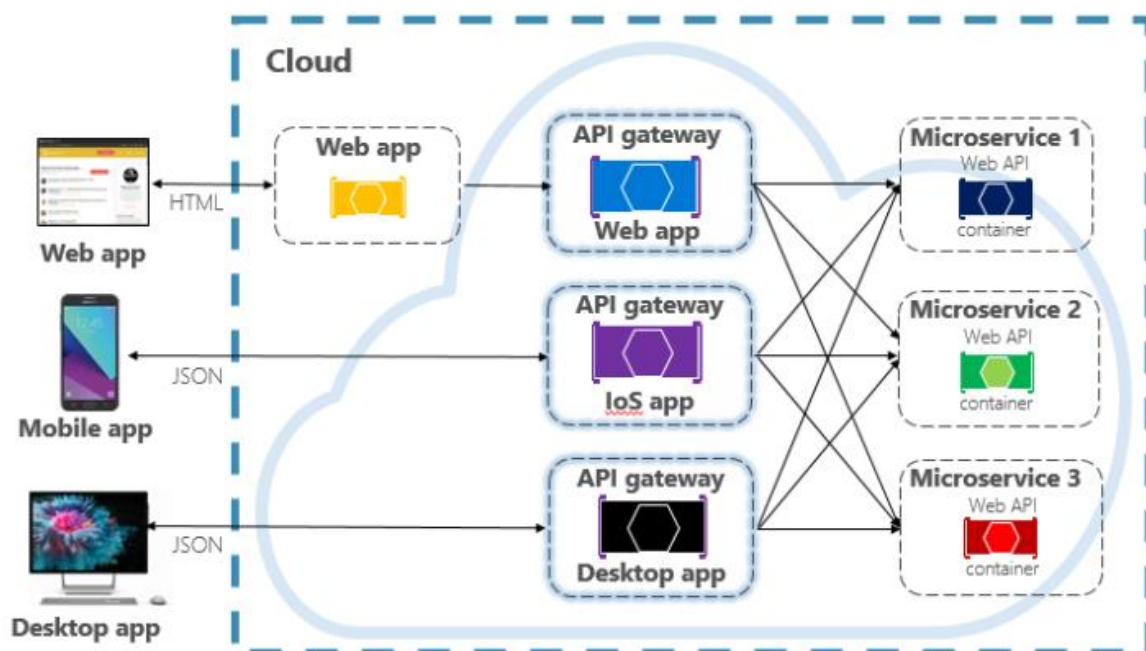 Cloud
Web app
HTML
Web app
API gateway
Web app
Microservice 1
Web API
container
Mobile app
JSON
API gateway
IoS app
Microservice 2
Web API
container
Desktop app
JSON
API gateway
Desktop app
Microservice 3
Web API
container